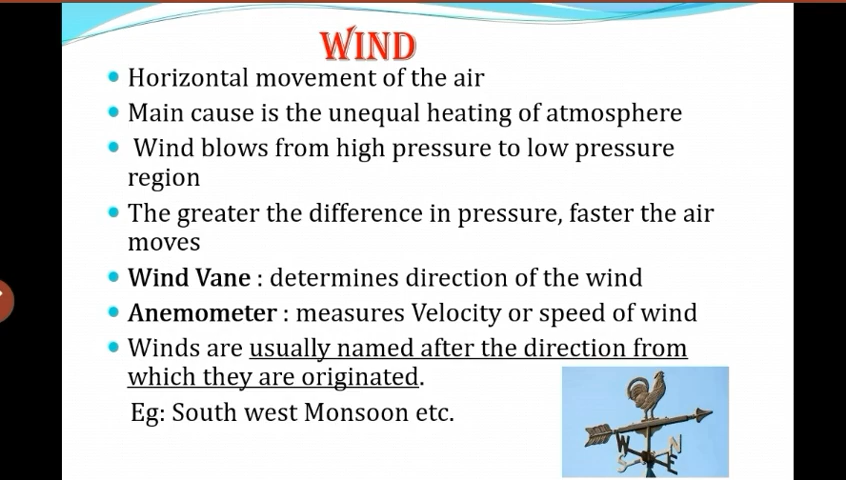 WIND
Horizontal movement of the air
Main cause is the unequal heating of atmosphere
Wind blows from high pressure to low pressure
region
The greater the difference in pressure, faster the air
moves
Wind Vane : determines direction of the wind
Anemometer : measures Velocity or speed of wind
Winds are usually named after the direction from
which they are originated.
Eg: South west Monsoon etc.
W N
S E